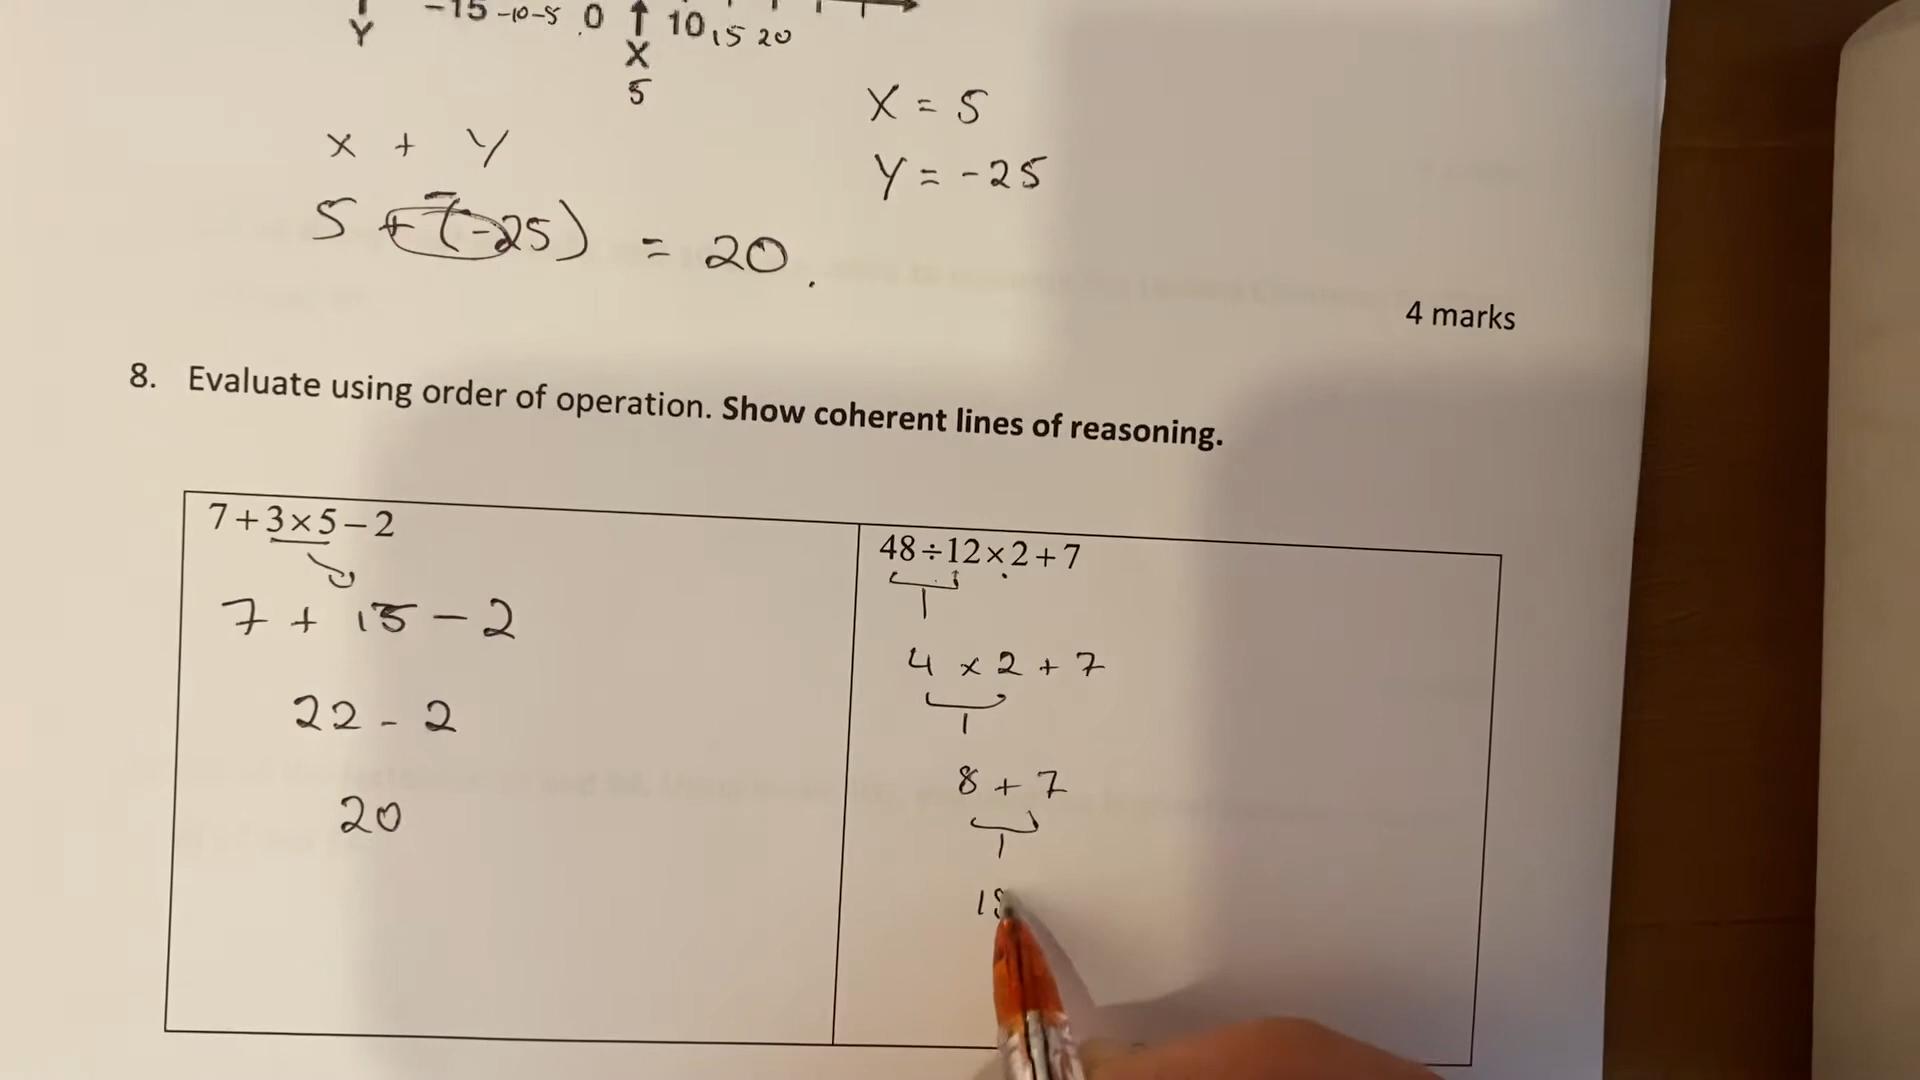 -15 -10 -5 0 ↑ 10 15 20
Y
X
5
X = 5
Y = -25
x + y
5 + (-25) = 20.
4 marks
8. Evaluate using order of operation. Show coherent lines of reasoning.
7+3×5−2
7 + 15 − 2
22 - 2
20
48÷12×2+7
4 × 2 + 7
8 + 7